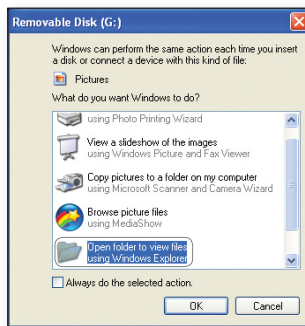 Removable Disk (G:)
Windows can perform the same action each time you insert
a disk or connect a device with this kind of file:
Pictures
What do you want Windows to do?
using Photo Printing Wizard
View a slideshow of the images
using Windows Picture and Fax Viewer
Copy pictures to a folder on my computer
using Microsoft Scanner and Camera Wizard
Browse picture files
using MediaShow
Open folder to view files
using Windows Explorer
Always do the selected action.
OK
Cancel